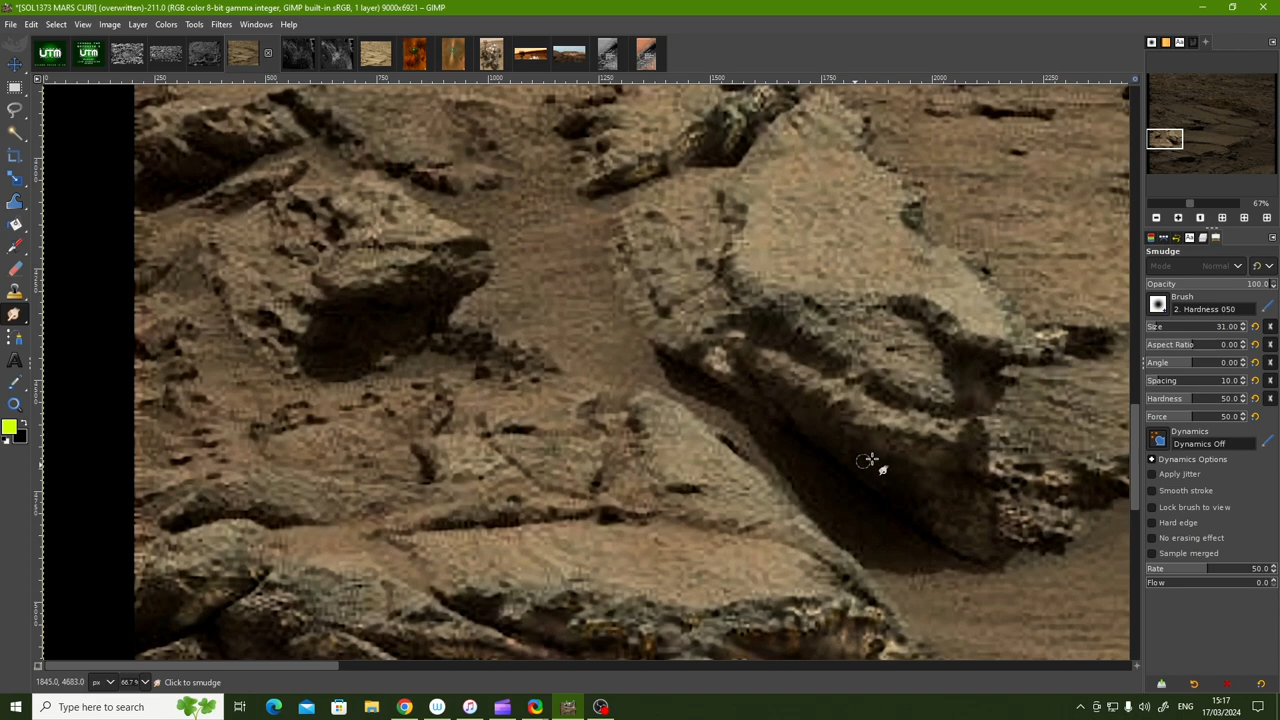 *[SOL1373 MARS CURI] (overwritten)-211.0 (RGB color 8-bit gamma integer, GIMP built-in sRGB, 1 layer) 9000x6921 – GIMP
File Edit Select View Image Layer Colors Tools Filters Windows Help
UTM
UTM
0 250 500 750 1000 1250 1500 1750 2000 2250
67%
Smudge
Mode Normal
Opacity 100.0
Brush
2. Hardness 050
Size 31.00
Aspect Ratio 0.00
Angle 0.00
Spacing 10.0
Hardness 50.0
Force 50.0
Dynamics
Dynamics Off
Dynamics Options
Apply Jitter
Smooth stroke
Lock brush to view
Hard edge
No erasing effect
Sample merged
Rate 50.0
Flow 0.0
1845.0, 4683.0 px 66.7 % Click to smudge
Type here to search
ENG
15:17
17/03/2024